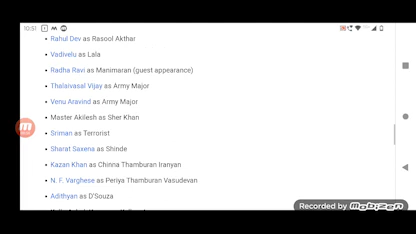 10:57
Rahul Dev as Rasool Akthar
Vadivelu as Lala
Radha Ravi as Manimaran (guest appearance)
Thalaivasal Vijay as Army Major
Venu Aravind as Army Major
Master Akilesh as Sher Khan
Sriman as Terrorist
Sharat Saxena as Shinde
Kazan Khan as Chinna Thamburan Iranyan
N. F. Varghese as Periya Thamburan Vasudevan
Adithyan as D'Souza
Recorded by Mobizen